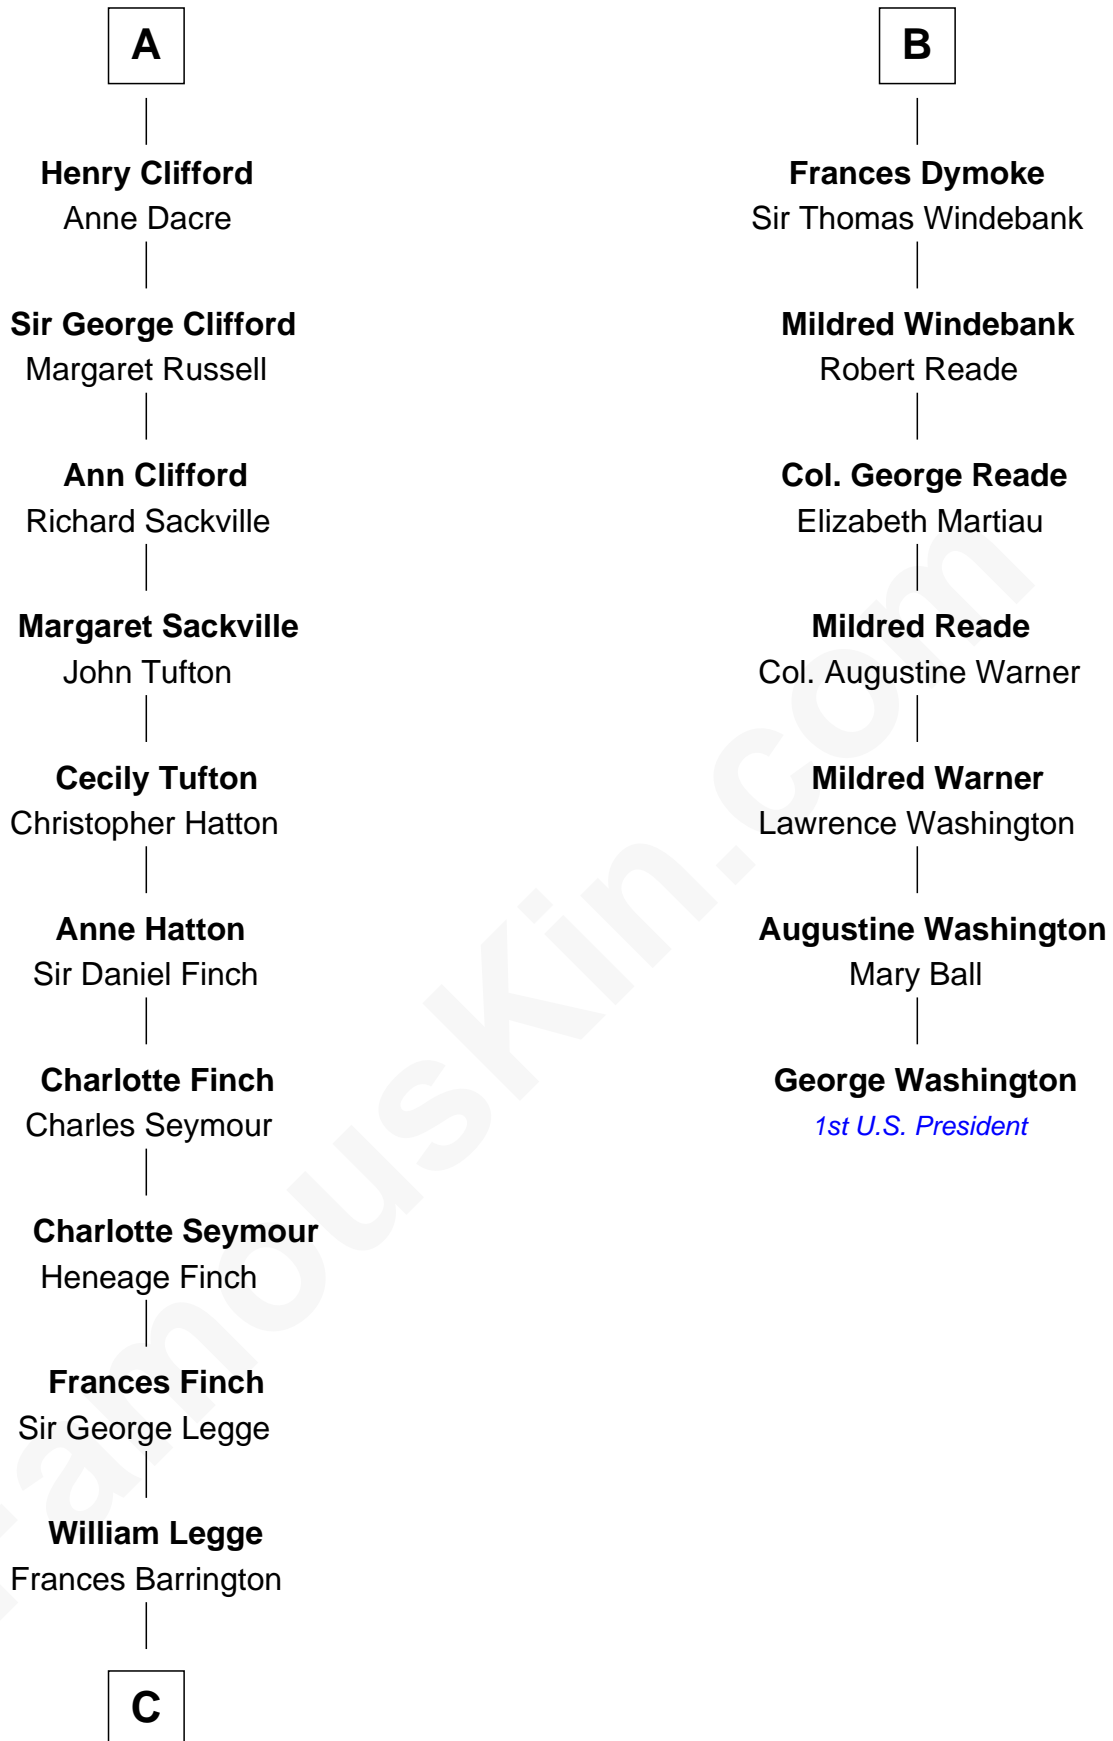 A
Henry Clifford
Anne Dacre
Sir George Clifford
Margaret Russell
Ann Clifford
Richard Sackville
Margaret Sackville
John Tufton
Cecily Tufton
Christopher Hatton
Anne Hatton
Sir Daniel Finch
Charlotte Finch
Charles Seymour
Charlotte Seymour
Heneage Finch
Frances Finch
Sir George Legge
William Legge
Frances Barrington
C
B
Frances Dymoke
Sir Thomas Windebank
Mildred Windebank
Robert Reade
Col. George Reade
Elizabeth Martiau
Mildred Reade
Col. Augustine Warner
Mildred Warner
Lawrence Washington
Augustine Washington
Mary Ball
George Washington
1st U.S. President
FamousKin.com